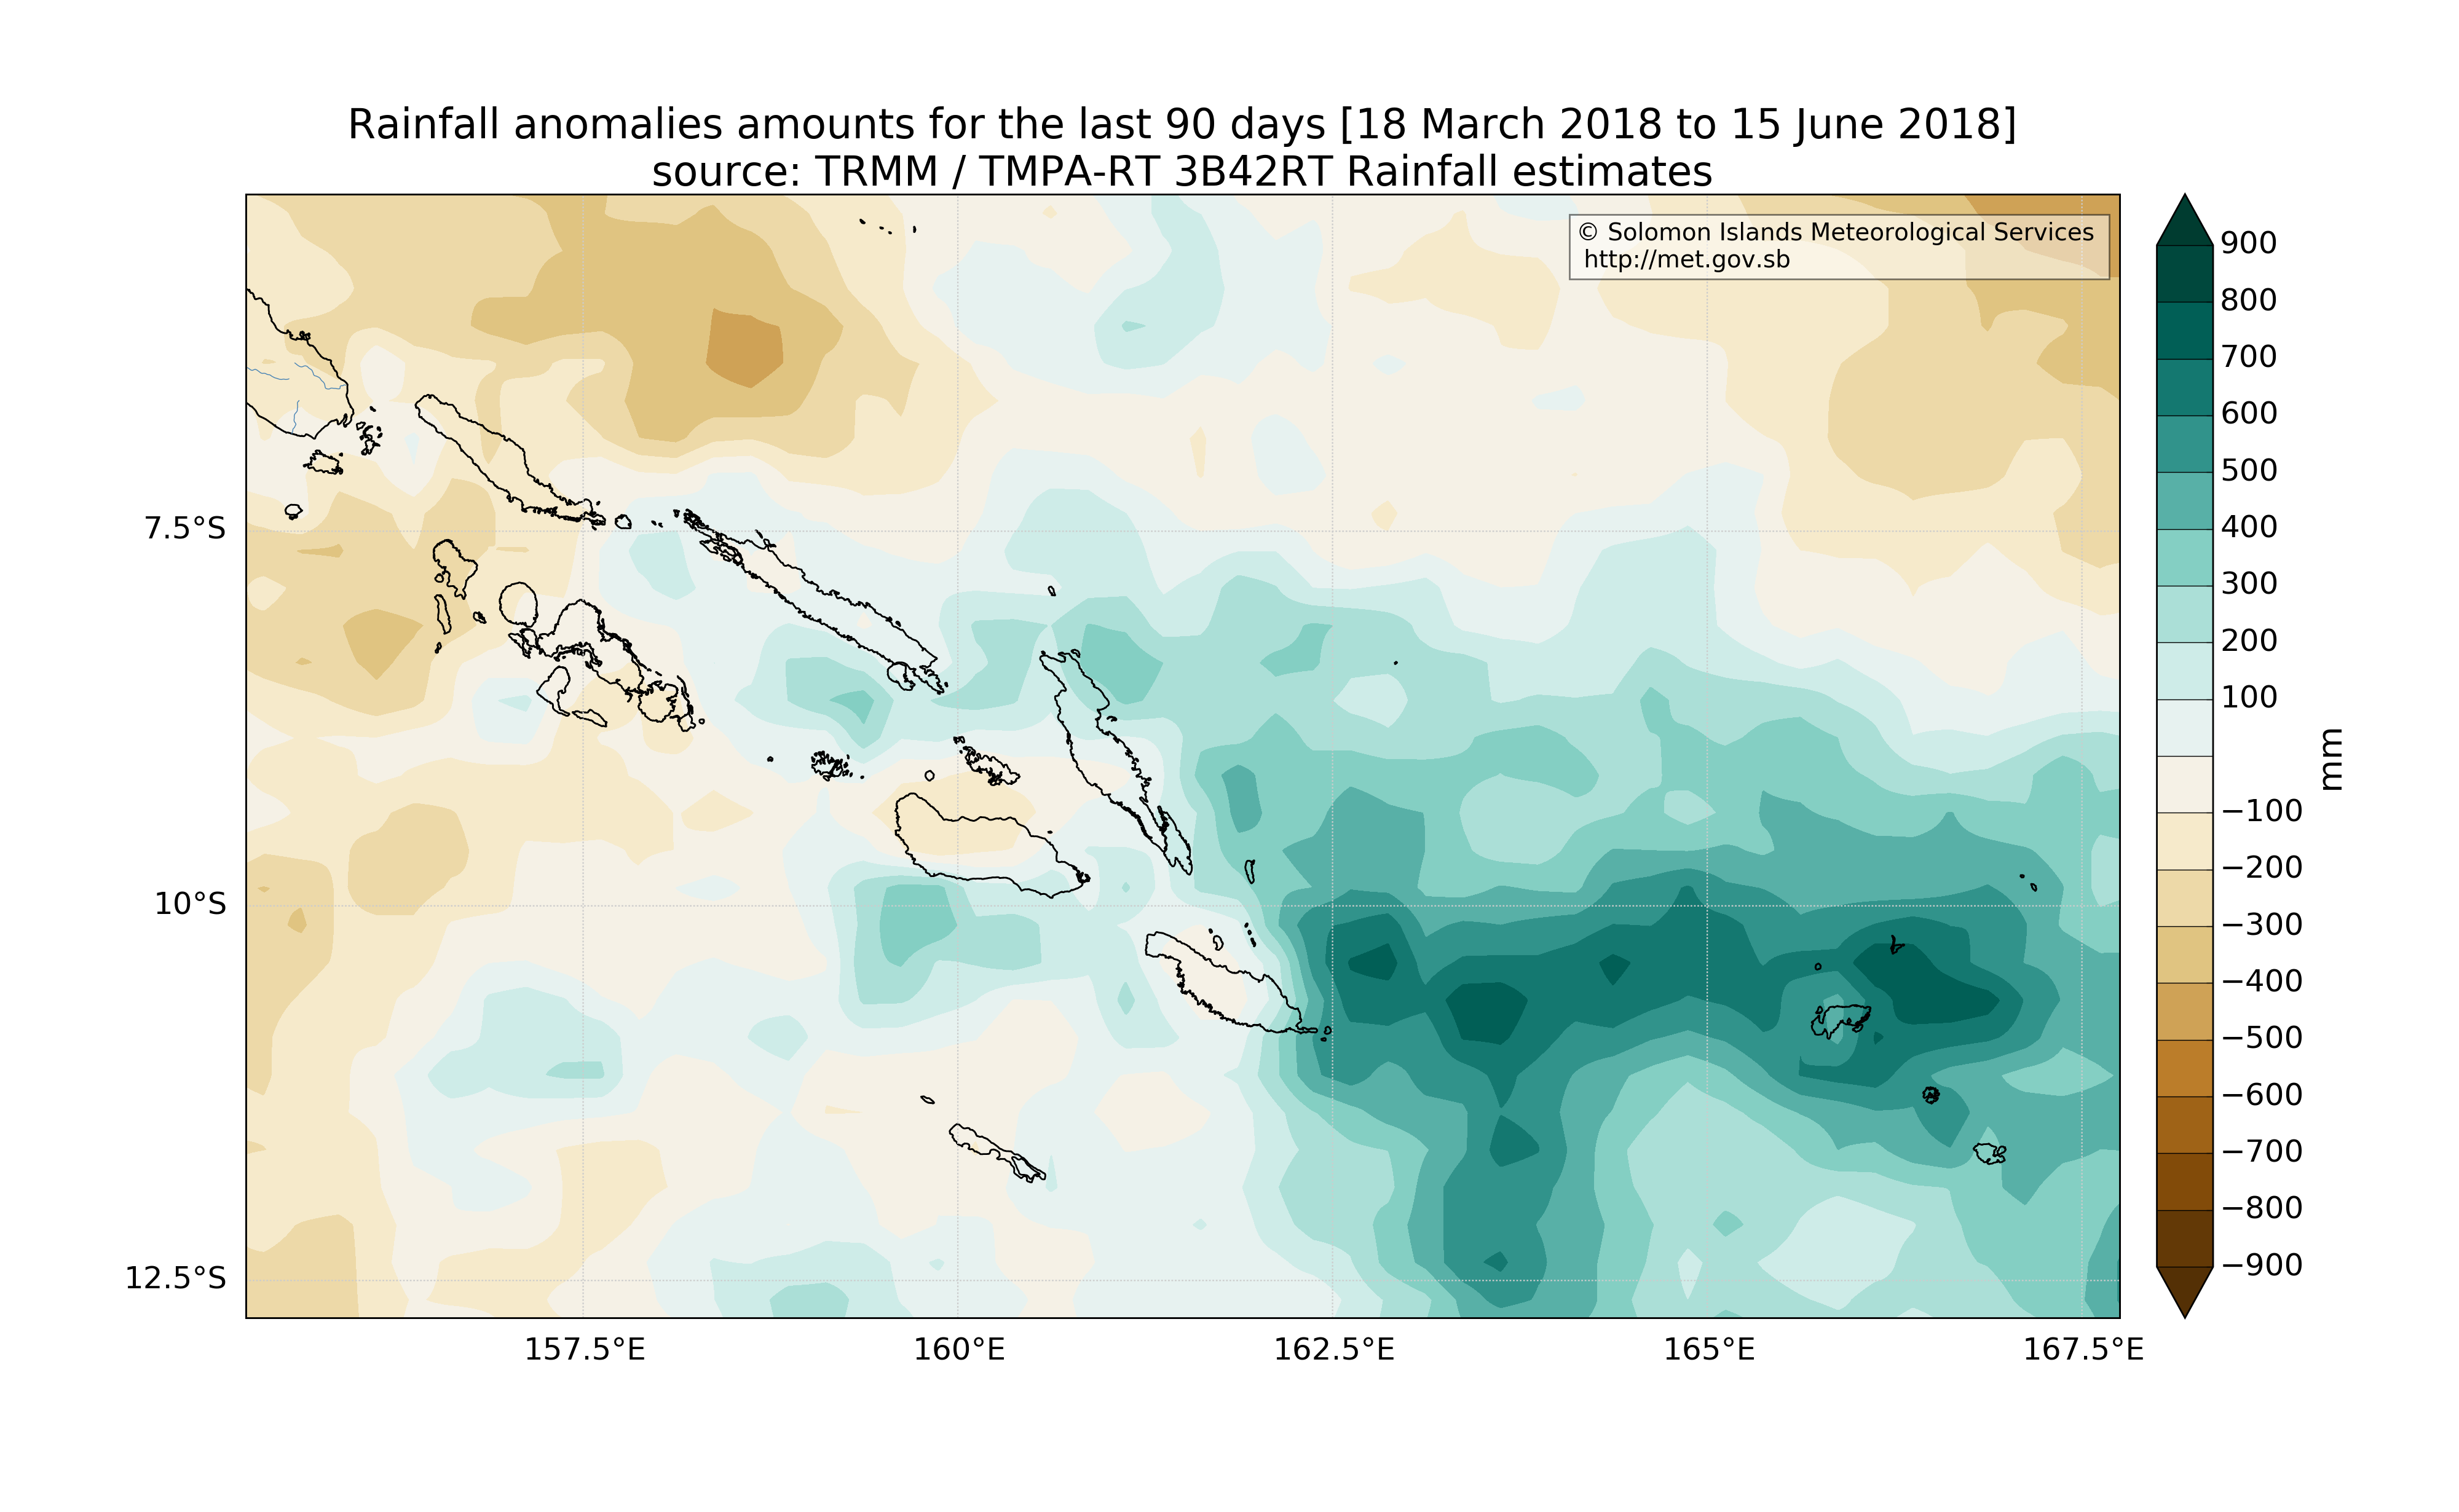 Rainfall anomalies amounts for the last 90 days [18 March 2018 to 15 June 2018]
source: TRMM / TMPA-RT 3B42RT Rainfall estimates
© Solomon Islands Meteorological Services
http://met.gov.sb
7.5°S
10°S
12.5°S
157.5°E
160°E
162.5°E
165°E
167.5°E
900
800
700
600
500
400
300
200
100
−100
−200
−300
−400
−500
−600
−700
−800
−900
mm